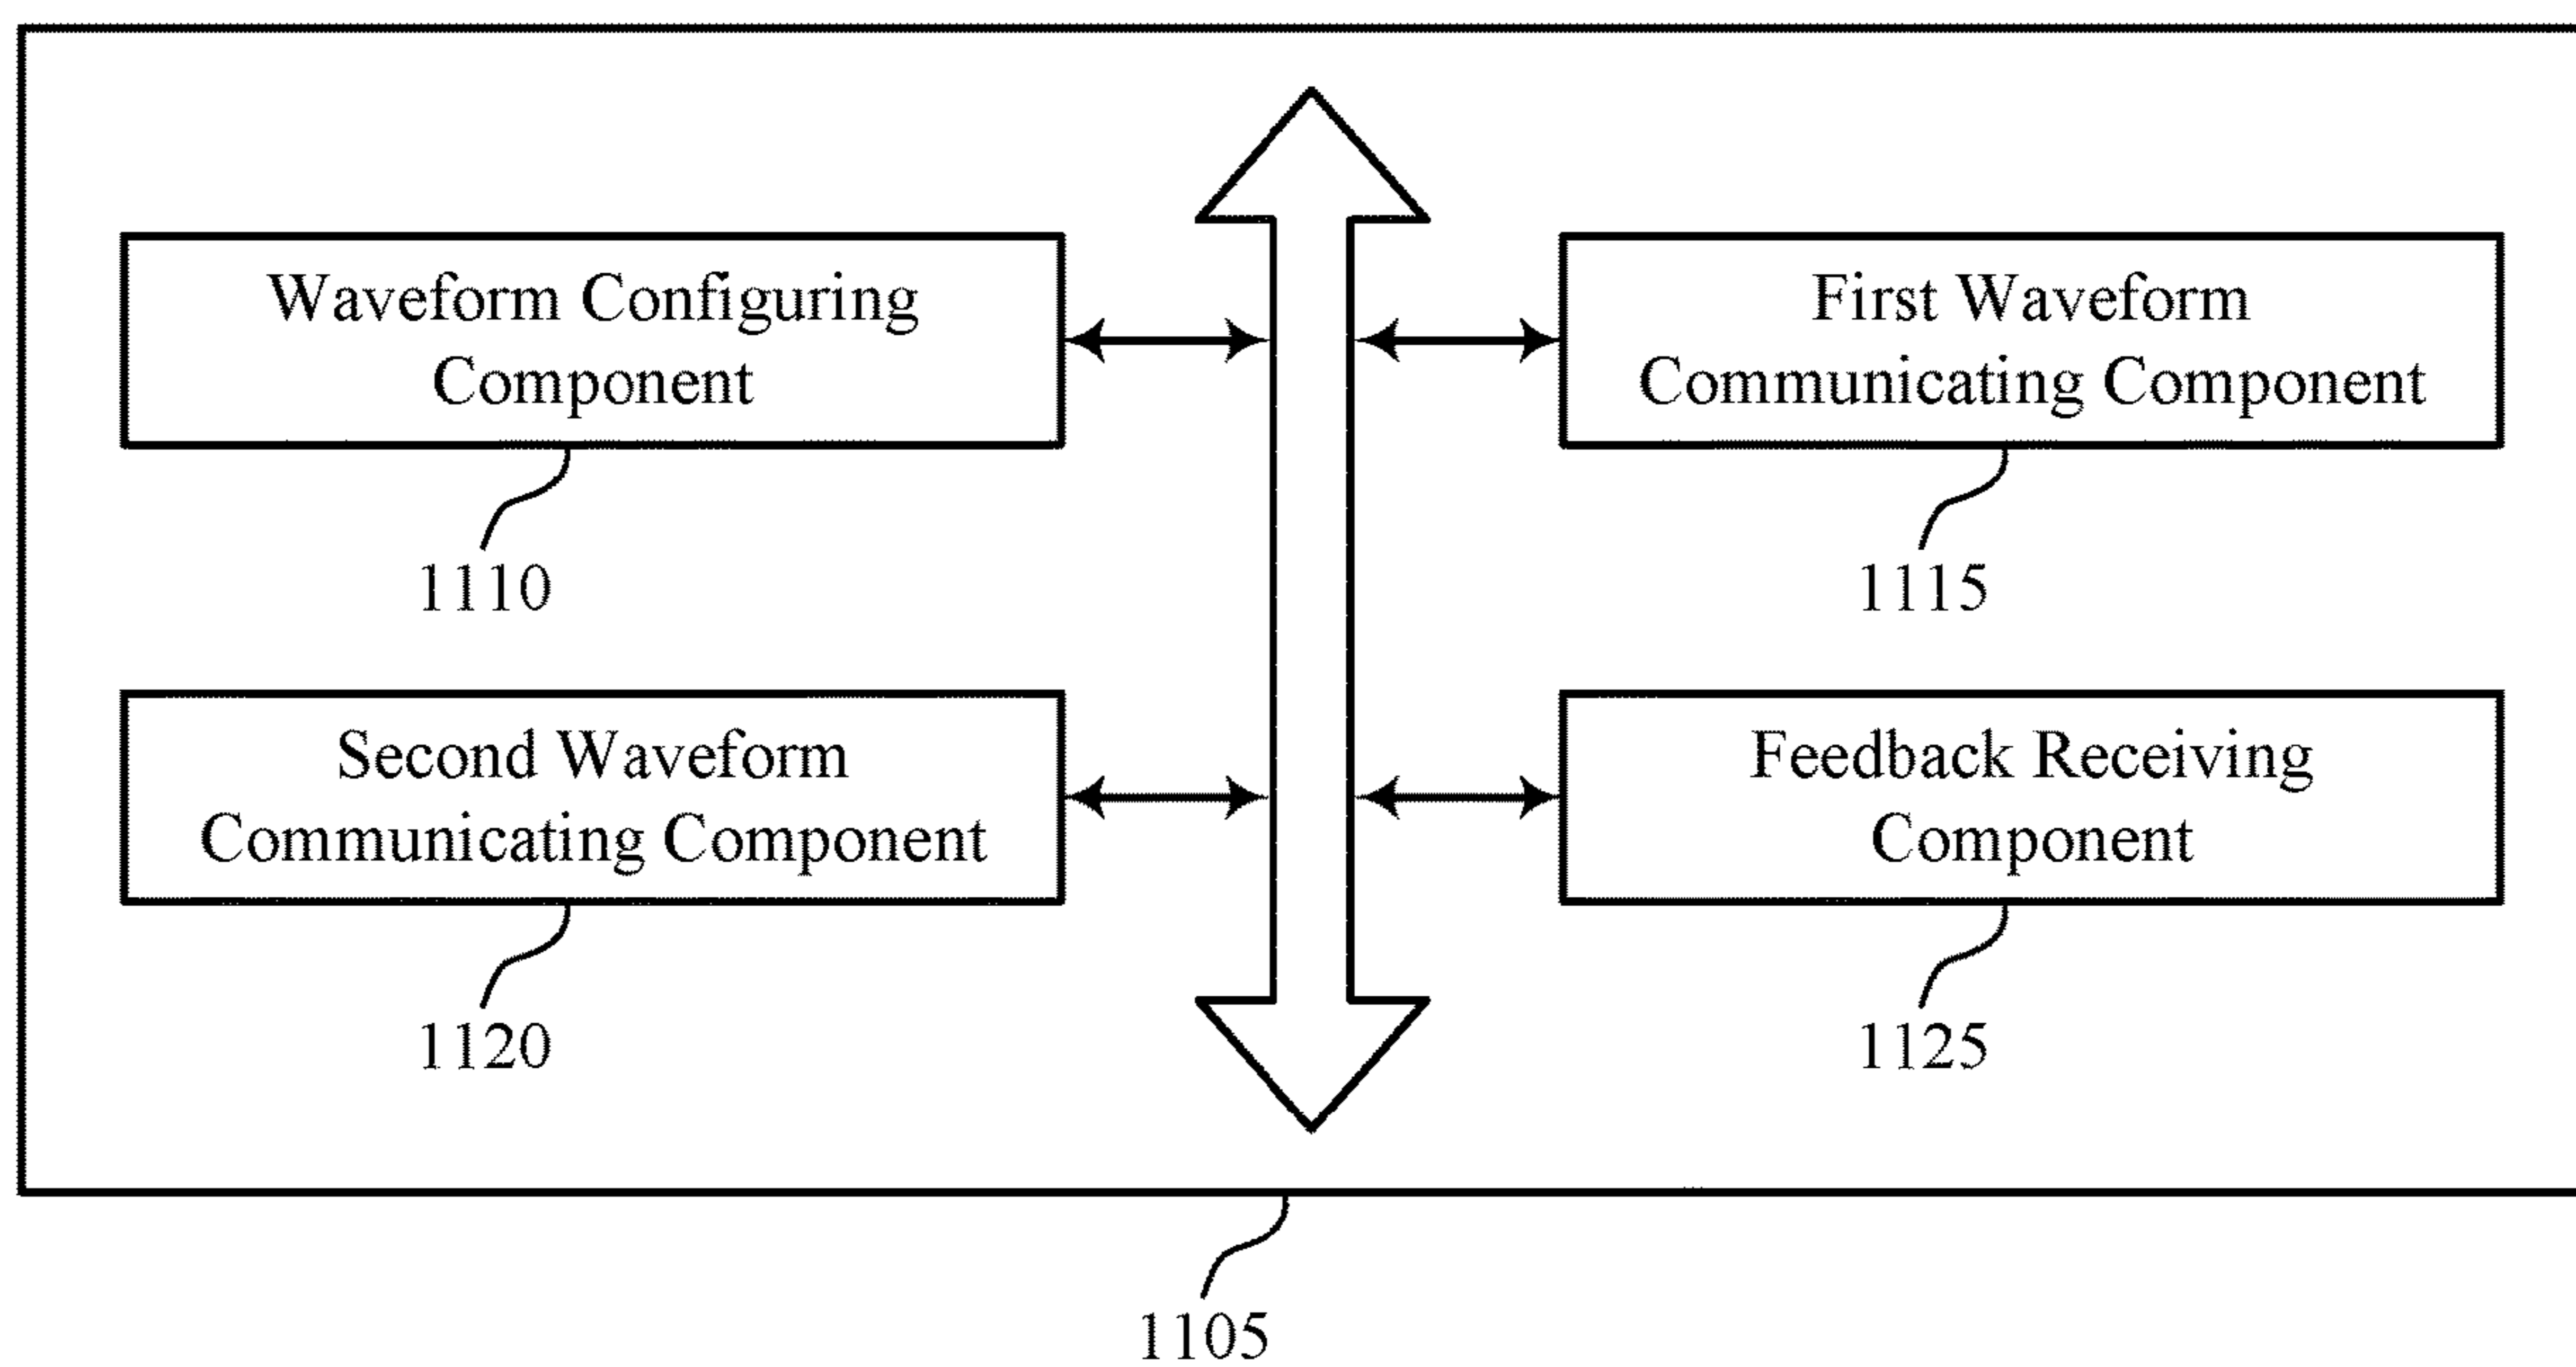 Waveform Configuring
Component
1110
First Waveform
Communicating Component
1115
Second Waveform
Communicating Component
1120
Feedback Receiving
Component
1125
1105